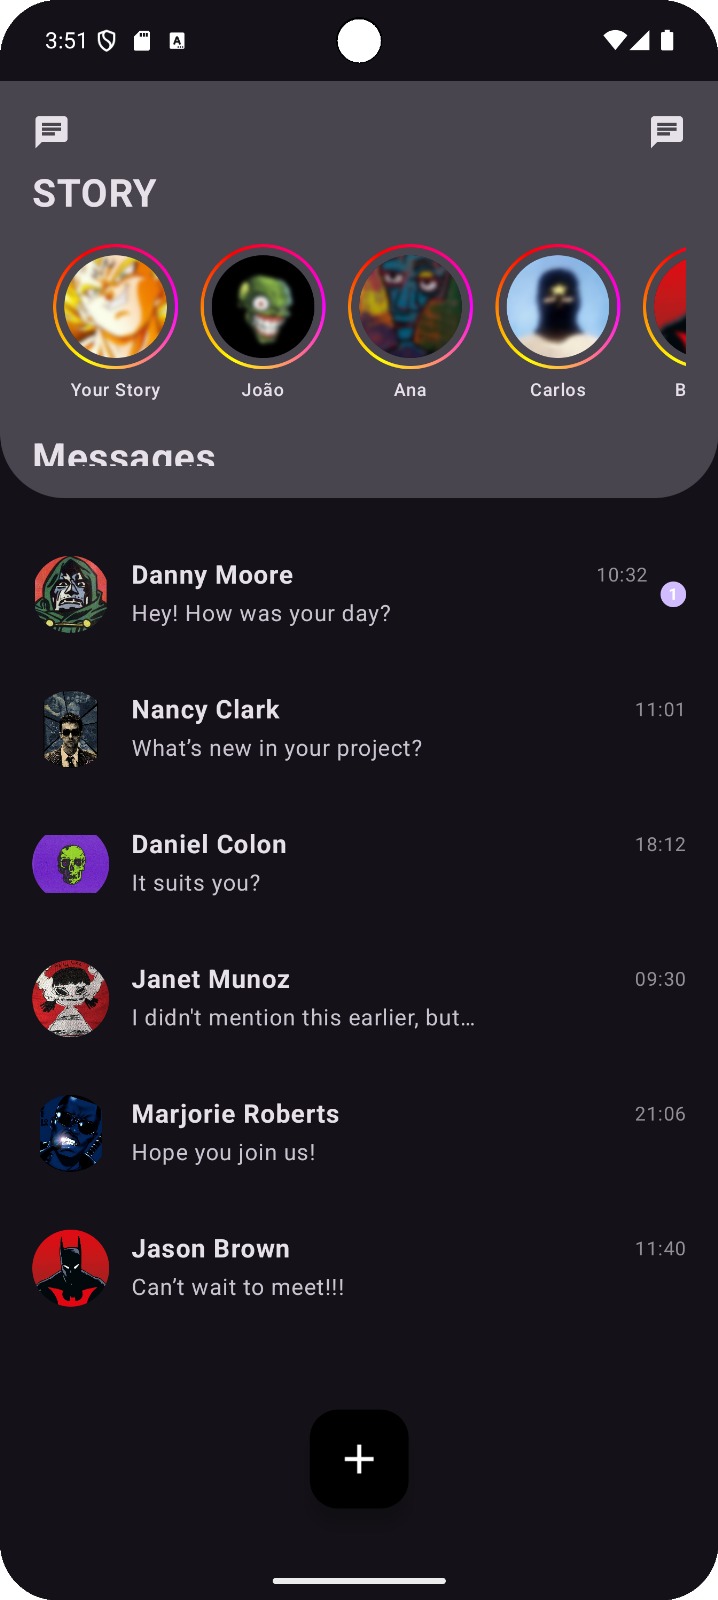 3:51
STORY
Your Story
João
Ana
Carlos
B
Messages
Danny Moore
10:32
Hey! How was your day?
1
Nancy Clark
11:01
What’s new in your project?
Daniel Colon
18:12
It suits you?
Janet Munoz
09:30
I didn't mention this earlier, but…
Marjorie Roberts
21:06
Hope you join us!
Jason Brown
11:40
Can’t wait to meet!!!